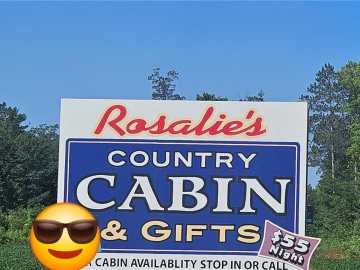 Rosalie's
COUNTRY
CABIN
& GIFTS
$55
Night
CABIN AVAILABLITY STOP IN OR CALL